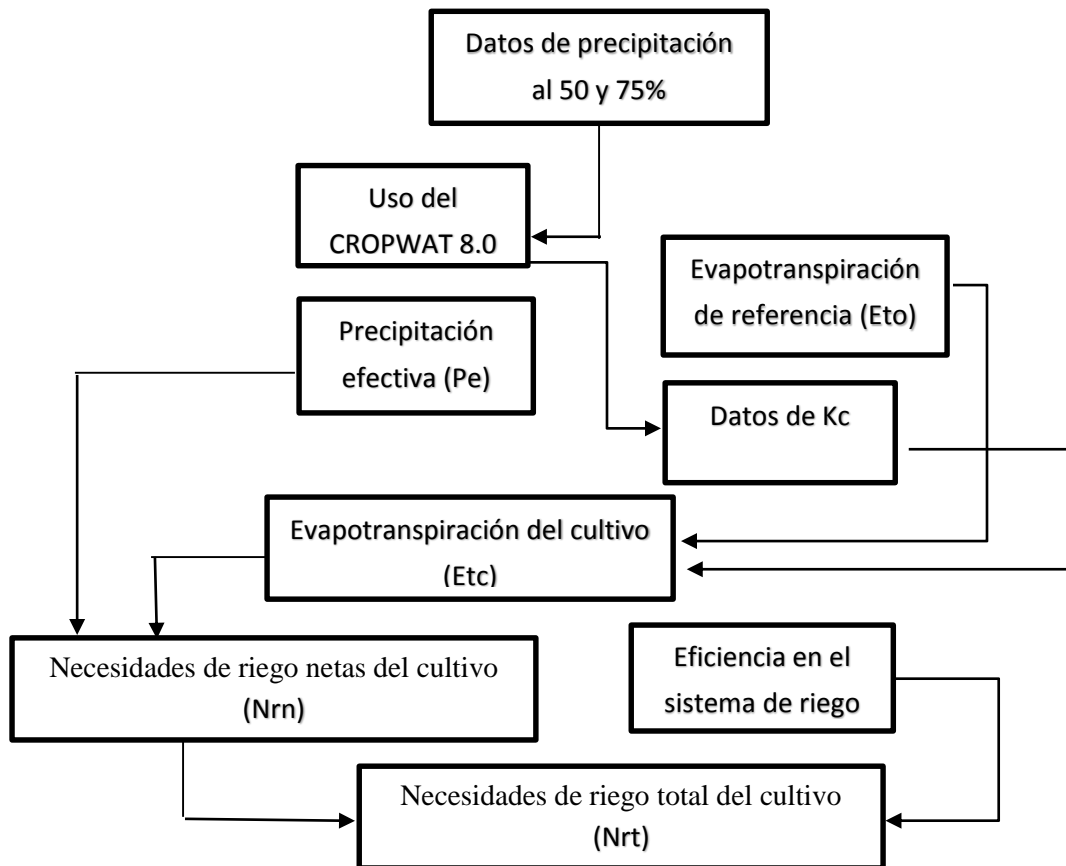 Datos de precipitación
al 50 y 75%
Uso del
CROPWAT 8.0
Evapotranspiración
de referencia (Eto)
Precipitación
efectiva (Pe)
Datos de Kc
Evapotranspiración del cultivo
(Etc)
Necesidades de riego netas del cultivo
(Nrn)
Eficiencia en el
sistema de riego
Necesidades de riego total del cultivo
(Nrt)